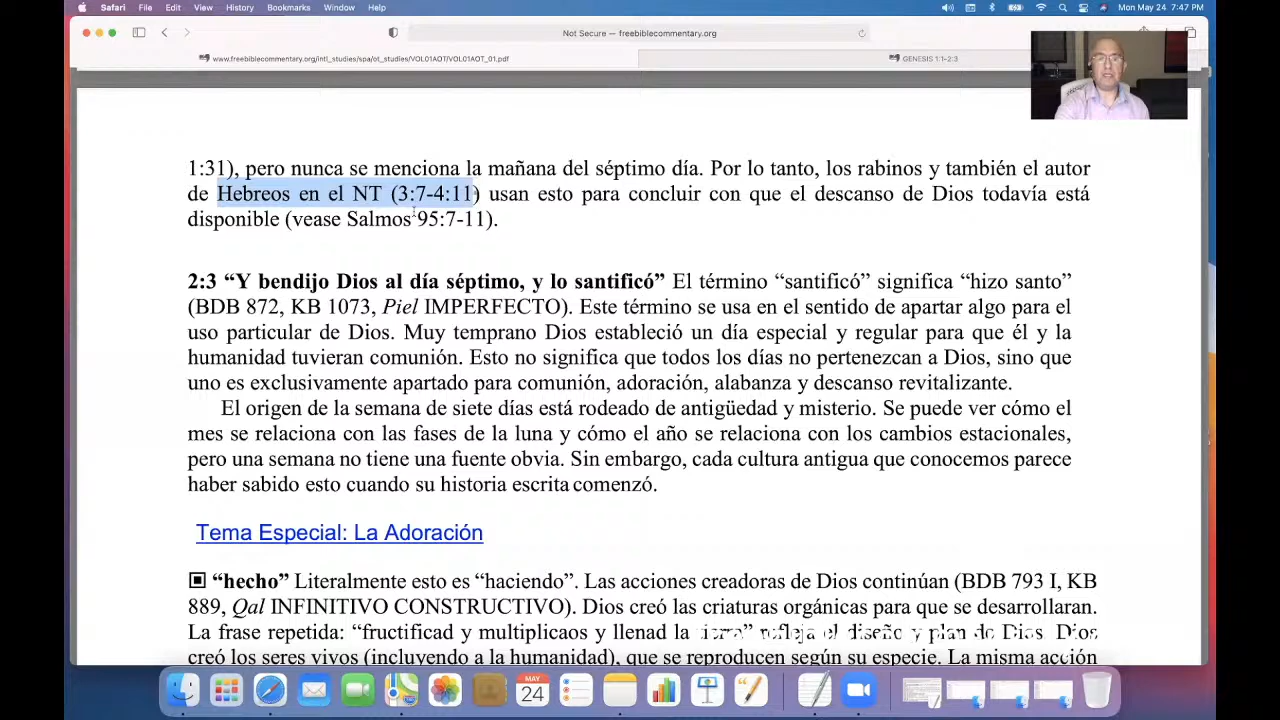 Safari File Edit View History Bookmarks Window Help Mon May 24 7:47 PM
Not Secure — freebiblecommentary.org
www.freebiblecommentary.org/intl_studies/spa/ot_studies/VOL01AOT/VOL01AOT_01.pdf GENESIS 1:1-2:3
1:31), pero nunca se menciona la mañana del séptimo día. Por lo tanto, los rabinos y también el autor
de Hebreos en el NT (3:7-4:11) usan esto para concluir con que el descanso de Dios todavía está
disponible (vease Salmos 95:7-11).
2:3 “Y bendijo Dios al día séptimo, y lo santificó” El término “santificó” significa “hizo santo”
(BDB 872, KB 1073, Piel IMPERFECTO). Este término se usa en el sentido de apartar algo para el
uso particular de Dios. Muy temprano Dios estableció un día especial y regular para que él y la
humanidad tuvieran comunión. Esto no significa que todos los días no pertenezcan a Dios, sino que
uno es exclusivamente apartado para comunión, adoración, alabanza y descanso revitalizante.
El origen de la semana de siete días está rodeado de antigüedad y misterio. Se puede ver cómo el
mes se relaciona con las fases de la luna y cómo el año se relaciona con los cambios estacionales,
pero una semana no tiene una fuente obvia. Sin embargo, cada cultura antigua que conocemos parece
haber sabido esto cuando su historia escrita comenzó.
Tema Especial: La Adoración
“hecho” Literalmente esto es “haciendo”. Las acciones creadoras de Dios continúan (BDB 793 I, KB
889, Qal INFINITIVO CONSTRUCTIVO). Dios creó las criaturas orgánicas para que se desarrollaran.
La frase repetida: “fructificad y multiplicaos y llenad la Dios
creó los seres vivos (incluyendo a la humanidad), que se reproducen según su especie. La misma acción
MAY
24